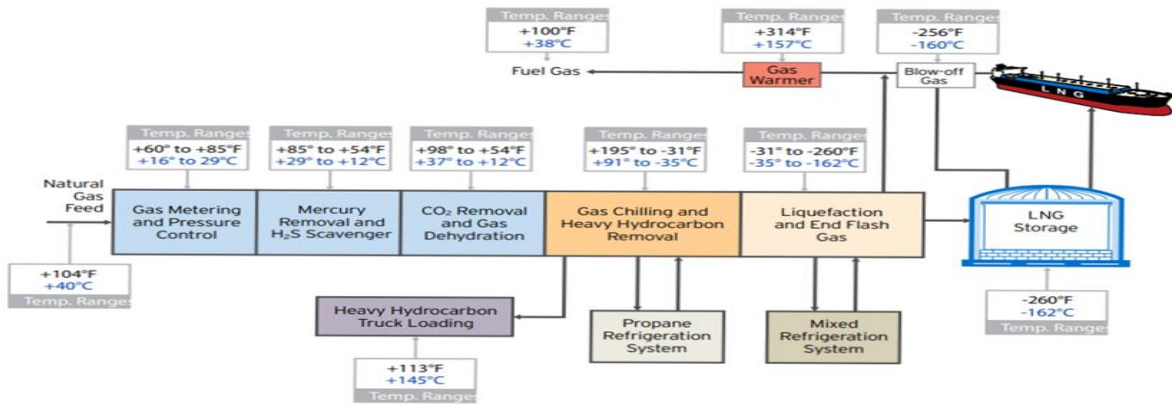 Temp. Ranges
+100°F
+38°C
Fuel Gas
Temp. Ranges
+314°F
+157°C
Gas
Warmer
Temp. Ranges
-256°F
-160°C
Blow-off
Gas
LNG
Temp. Ranges
+60° to +85°F
+16° to 29°C
Temp. Ranges
+85° to +54°F
+29° to +12°C
Temp. Ranges
+98° to +54°F
+37° to +12°C
Temp. Ranges
+195° to -31°F
+91° to -35°C
Temp. Ranges
-31° to -260°F
-35° to -162°C
Natural
Gas
Feed
Gas Metering
and Pressure
Control
Mercury
Removal and
H₂S Scavenger
CO₂ Removal
and Gas
Dehydration
Gas Chilling and
Heavy Hydrocarbon
Removal
Liquefaction
and End Flash
Gas
LNG
Storage
+104°F
+40°C
Temp. Ranges
Heavy Hydrocarbon
Truck Loading
Propane
Refrigeration
System
Mixed
Refrigeration
System
-260°F
-162°C
Temp. Ranges
+113°F
+145°C
Temp. Ranges